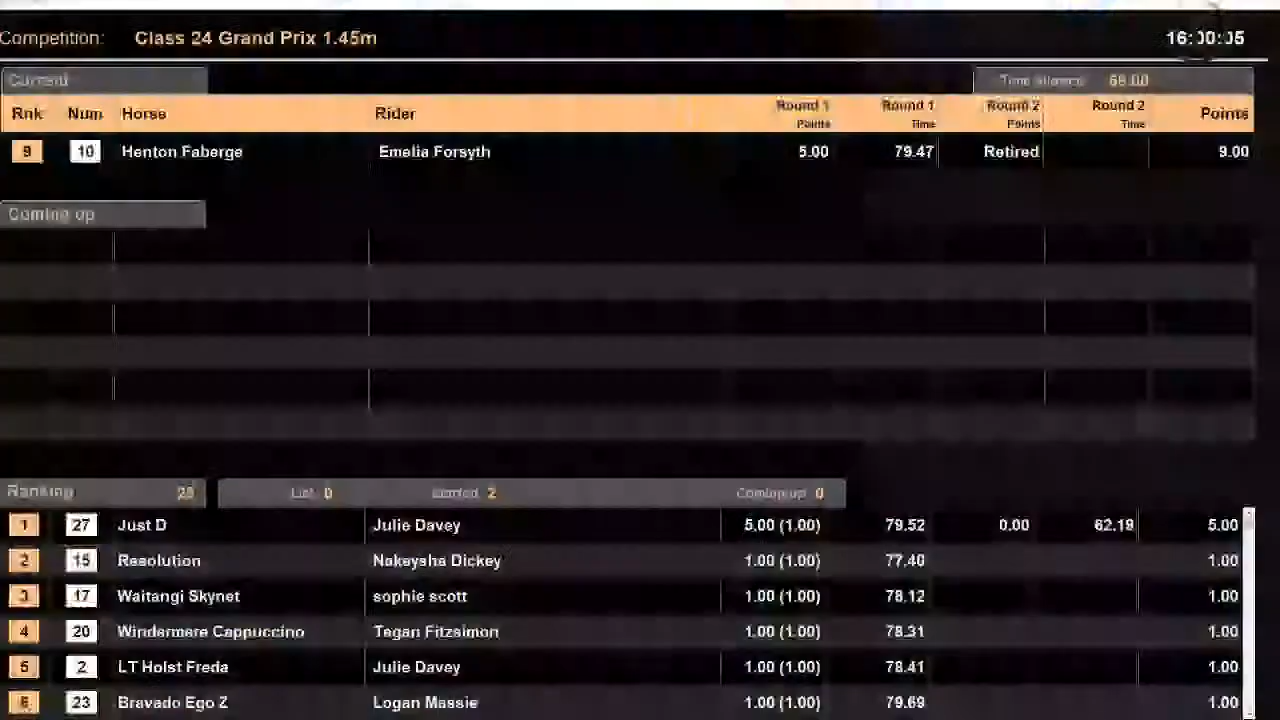 Competition: Class 24 Grand Prix 1.45m 16:00:05
Current Time allowed 68.00
Rnk Num Horse Rider Round 1 Points Round 1 Time Round 2 Points Round 2 Time Points
9 10 Henton Faberge Emelia Forsyth 5.00 79.47 Retired 9.00
Coming up
Ranking 23 List 0 Started 2 Coming up 0
1 27 Just D Julie Davey 5.00 (1.00) 79.52 0.00 62.19 5.00
2 15 Resolution Nakeysha Dickey 1.00 (1.00) 77.40 1.00
3 17 Waitangi Skynet sophie scott 1.00 (1.00) 78.12 1.00
4 20 Windermere Cappuccino Tegan Fitzsimon 1.00 (1.00) 78.31 1.00
5 2 LT Holst Freda Julie Davey 1.00 (1.00) 78.41 1.00
6 23 Bravado Ego Z Logan Massie 1.00 (1.00) 79.69 1.00